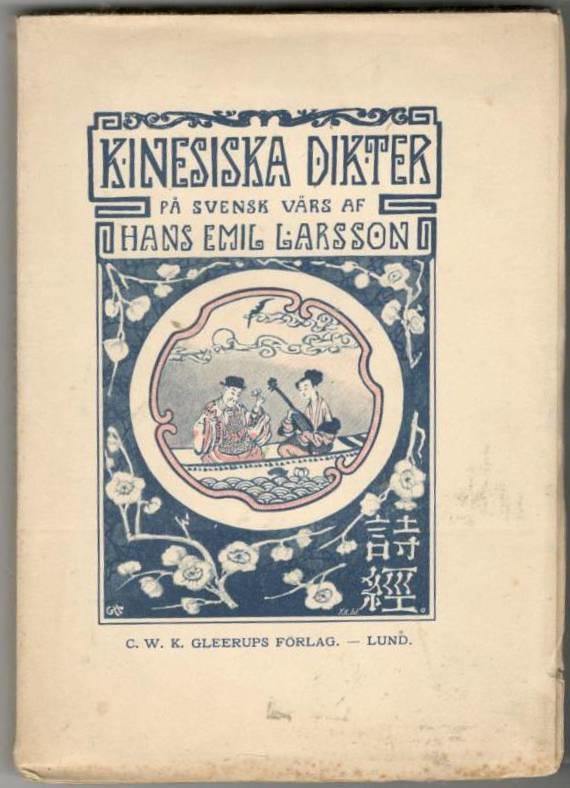 KINESISKA DIKTER
PÅ SVENSK VÄRS AF
HANS EMIL LARSSON
詩
經
C. W. K. GLEERUPS FÖRLAG. — LUND.